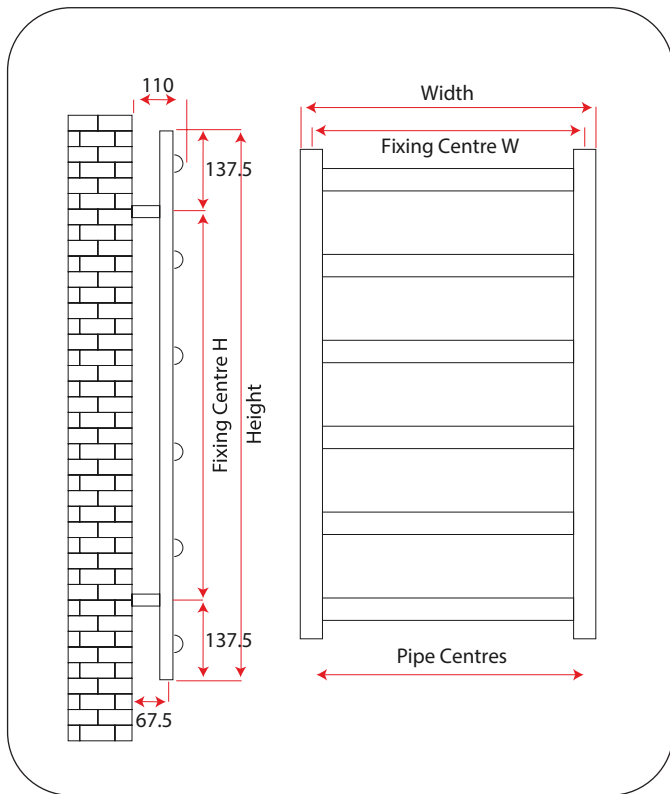 110
Width
Fixing Centre W
137.5
Fixing Centre H
Height
137.5
Pipe Centres
67.5